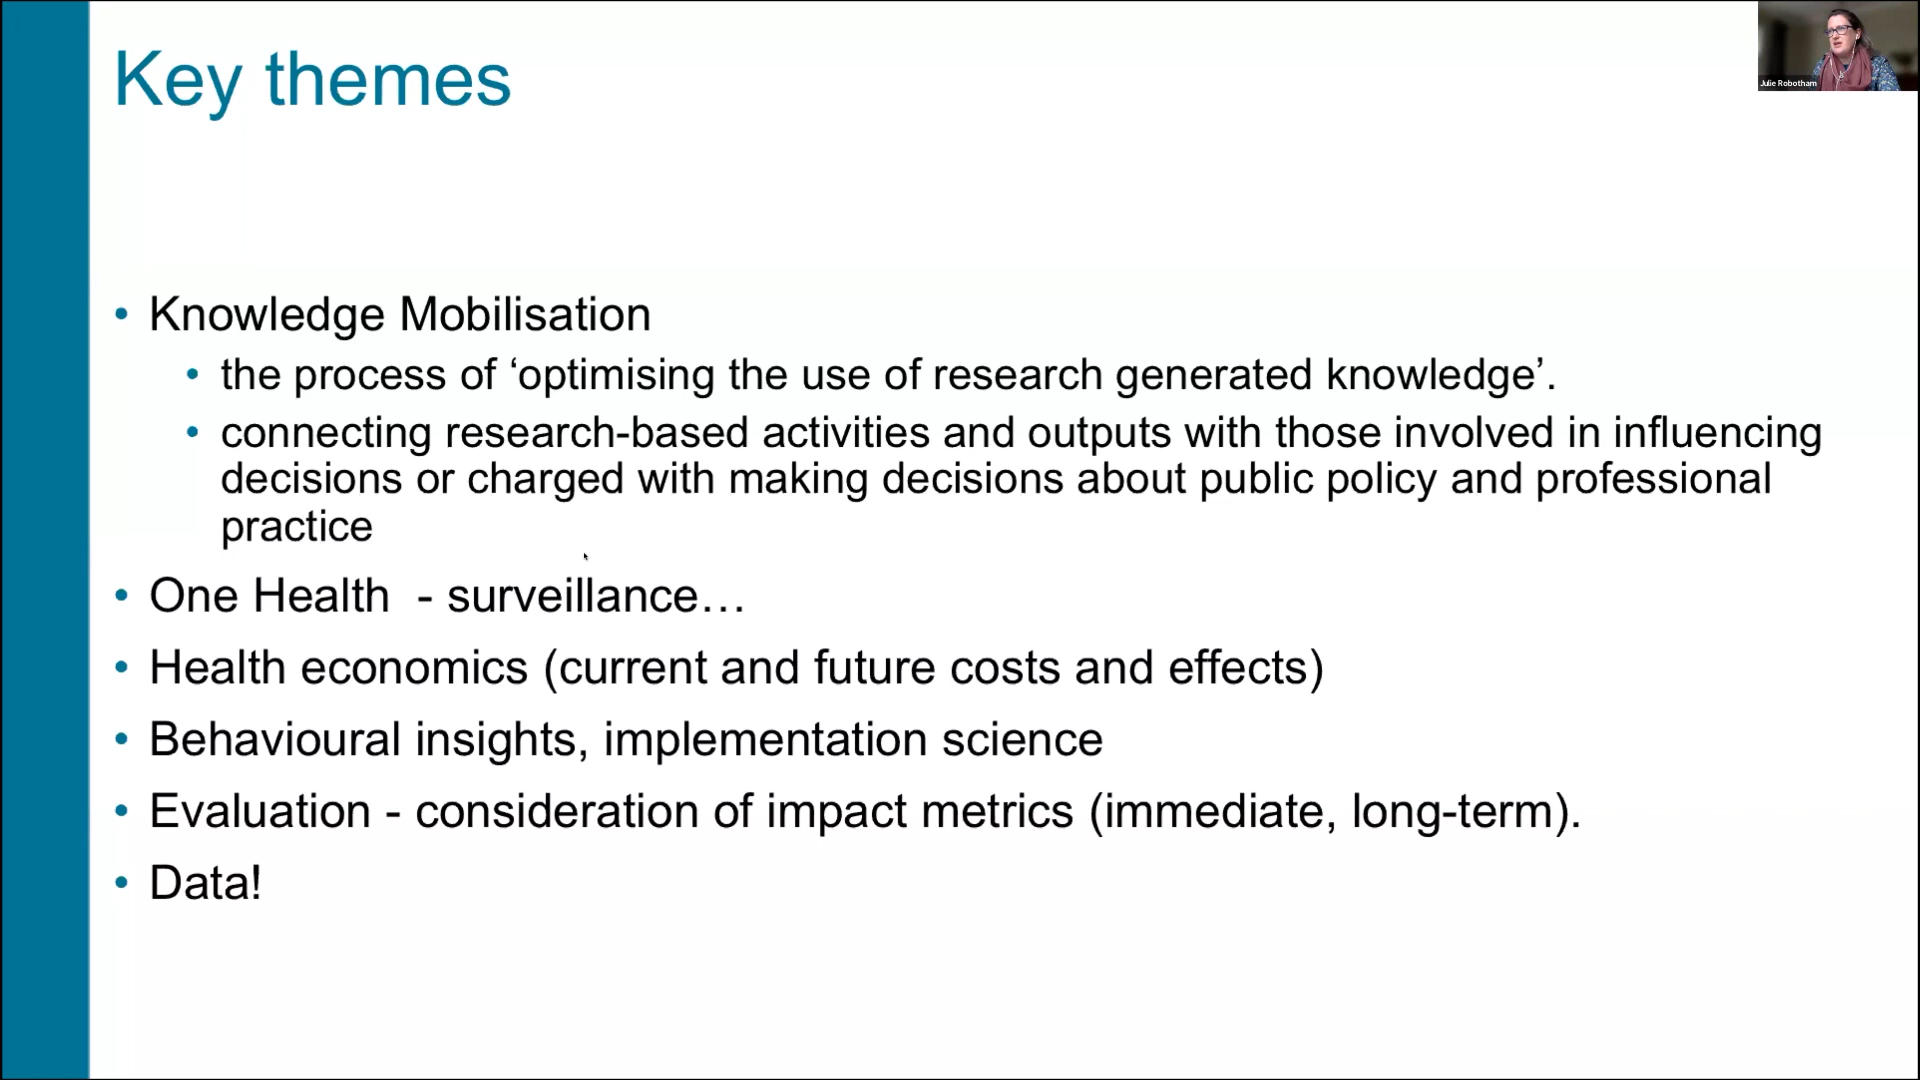 Key themes
Julie Robotham
• Knowledge Mobilisation
• the process of ‘optimising the use of research generated knowledge’.
• connecting research-based activities and outputs with those involved in influencing
decisions or charged with making decisions about public policy and professional
practice
• One Health - surveillance…
• Health economics (current and future costs and effects)
• Behavioural insights, implementation science
• Evaluation - consideration of impact metrics (immediate, long-term).
• Data!